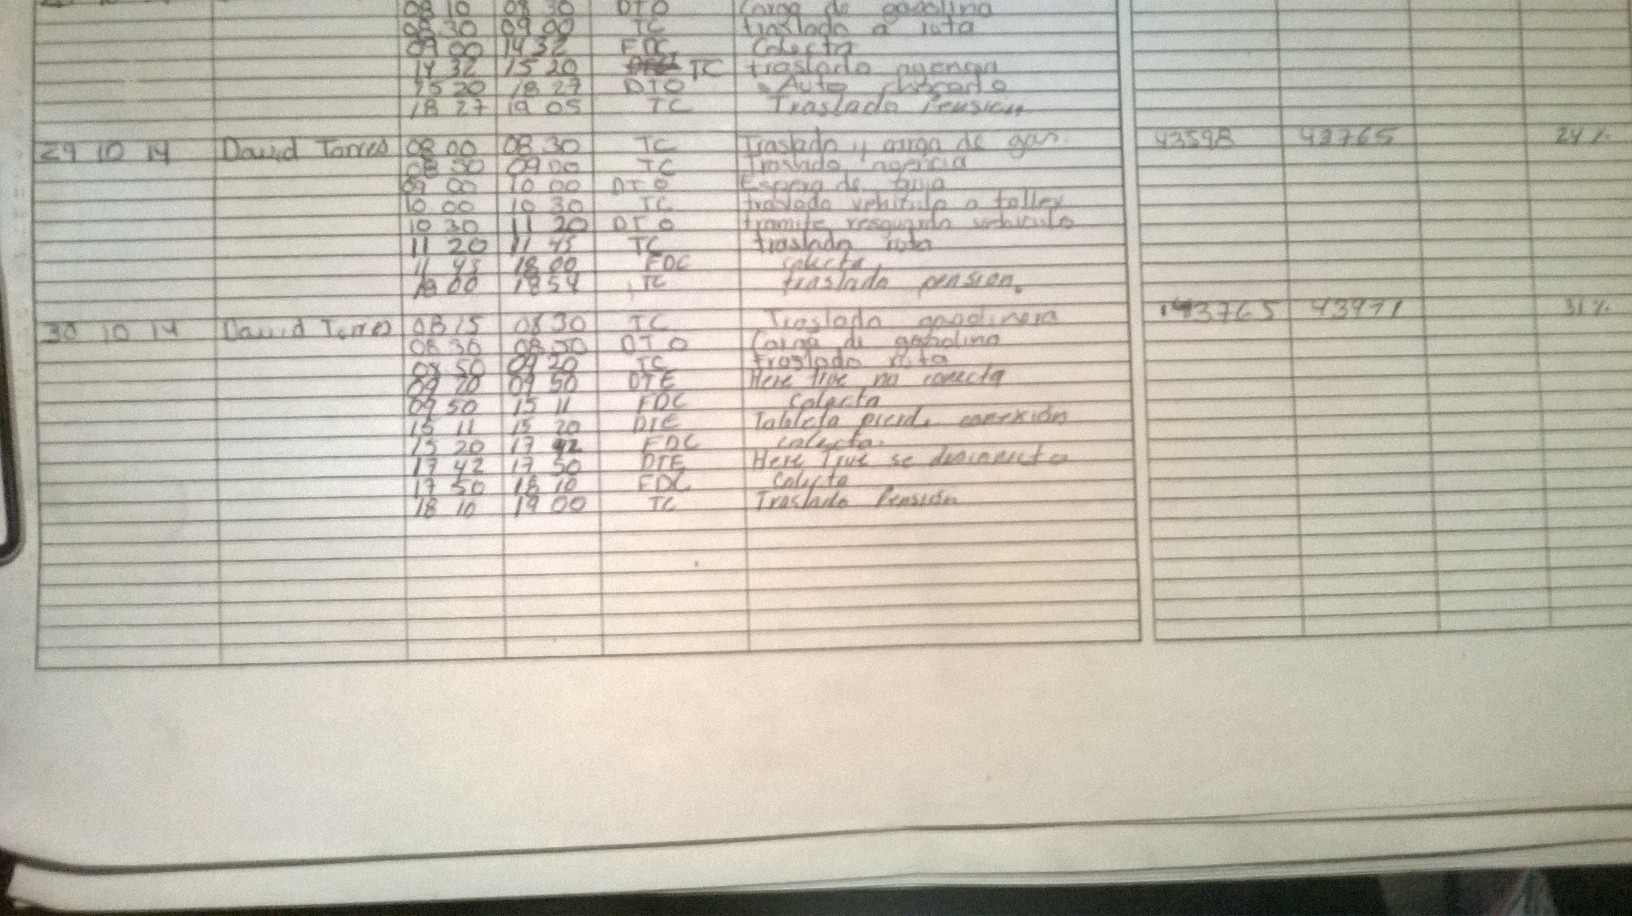 08 10 08 30 DTO Carga de gasolina
08 30 09 00 TC traslado a ruta
09 00 14 32 FDC Colecta
14 32 15 20 TC traslado agencia
15 20 18 27 DTO Auto chocado
18 27 19 05 TC Traslado Pensión
29 10 14 David Torres 08 00 08 30 TC Traslado y carga de gas. 43598 43765 24%
08 30 09 00 TC Traslado agencia
09 00 10 00 DTO Espera de
10 00 10 30 TC traslado vehiculo a taller
10 30 11 20 DTO tramite resguardo vehiculo
11 20 11 45 TC traslado ruta
11 45 18 00 FDC colecta
18 00 18 54 TC traslado pension.
30 10 14 David Torres 08 15 08 30 TC Traslado gasolinera 43765 43971 31%
08 30 08 50 DTO Carga de gasolina
08 50 09 20 TC traslado ruta
09 20 09 50 DTE Here true no conecta
09 50 15 11 FDC Colecta
15 11 15 20 DTE Tableta pierde conexión
15 20 17 42 FDC colecta.
17 42 17 50 DTE Here True se desconecta
17 50 18 10 FDC Colecta
18 10 19 00 TC Traslado Pensión